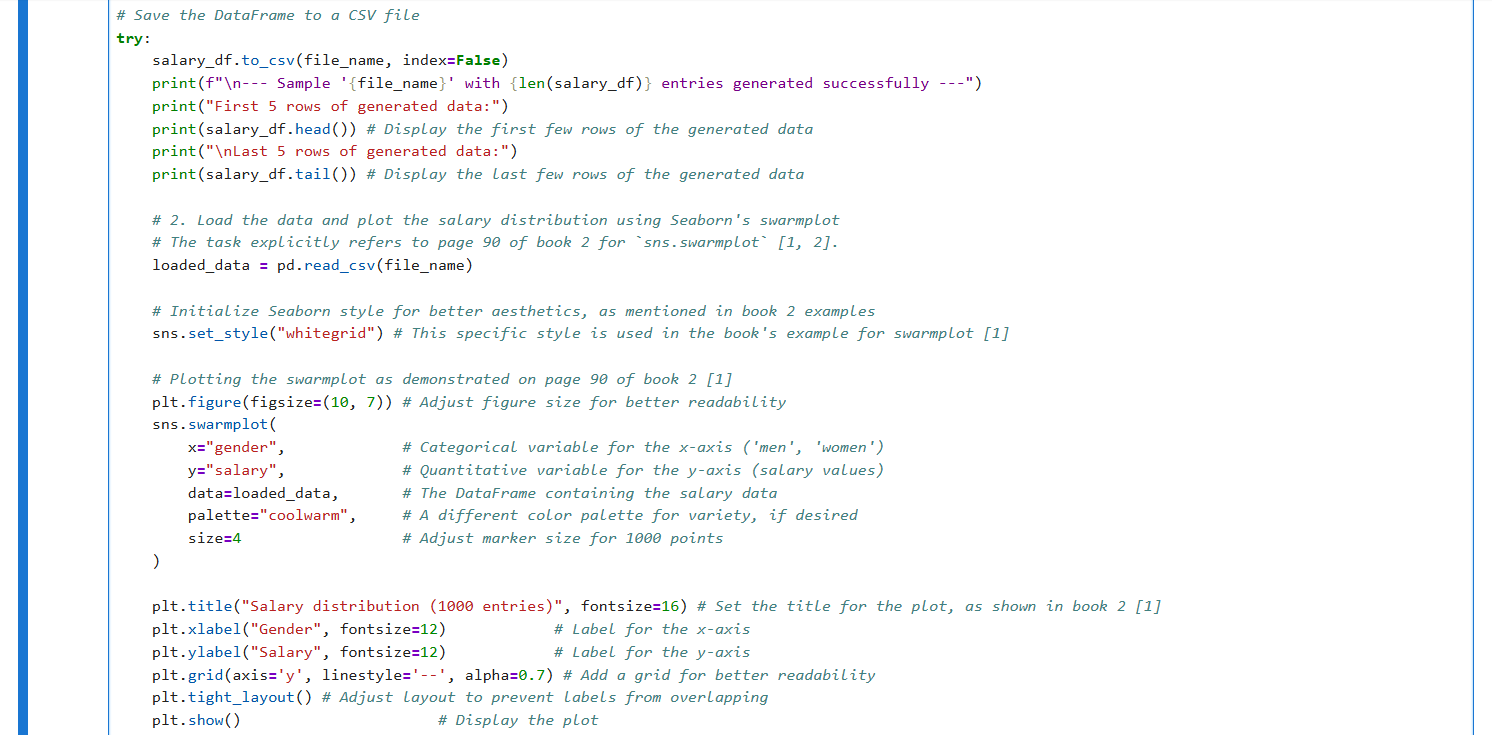 # Save the DataFrame to a CSV file
try:
    salary_df.to_csv(file_name, index=False)
    print(f"\n--- Sample '{file_name}' with {len(salary_df)} entries generated successfully ---")
    print("First 5 rows of generated data:")
    print(salary_df.head()) # Display the first few rows of the generated data
    print("\nLast 5 rows of generated data:")
    print(salary_df.tail()) # Display the last few rows of the generated data

    # 2. Load the data and plot the salary distribution using Seaborn's swarmplot
    # The task explicitly refers to page 90 of book 2 for `sns.swarmplot` [1, 2].
    loaded_data = pd.read_csv(file_name)

    # Initialize Seaborn style for better aesthetics, as mentioned in book 2 examples
    sns.set_style("whitegrid") # This specific style is used in the book's example for swarmplot [1]

    # Plotting the swarmplot as demonstrated on page 90 of book 2 [1]
    plt.figure(figsize=(10, 7)) # Adjust figure size for better readability
    sns.swarmplot(
        x="gender",             # Categorical variable for the x-axis ('men', 'women')
        y="salary",             # Quantitative variable for the y-axis (salary values)
        data=loaded_data,       # The DataFrame containing the salary data
        palette="coolwarm",     # A different color palette for variety, if desired
        size=4                  # Adjust marker size for 1000 points
    )

    plt.title("Salary distribution (1000 entries)", fontsize=16) # Set the title for the plot, as shown in book 2 [1]
    plt.xlabel("Gender", fontsize=12)            # Label for the x-axis
    plt.ylabel("Salary", fontsize=12)            # Label for the y-axis
    plt.grid(axis='y', linestyle='--', alpha=0.7) # Add a grid for better readability
    plt.tight_layout() # Adjust layout to prevent labels from overlapping
    plt.show()                      # Display the plot